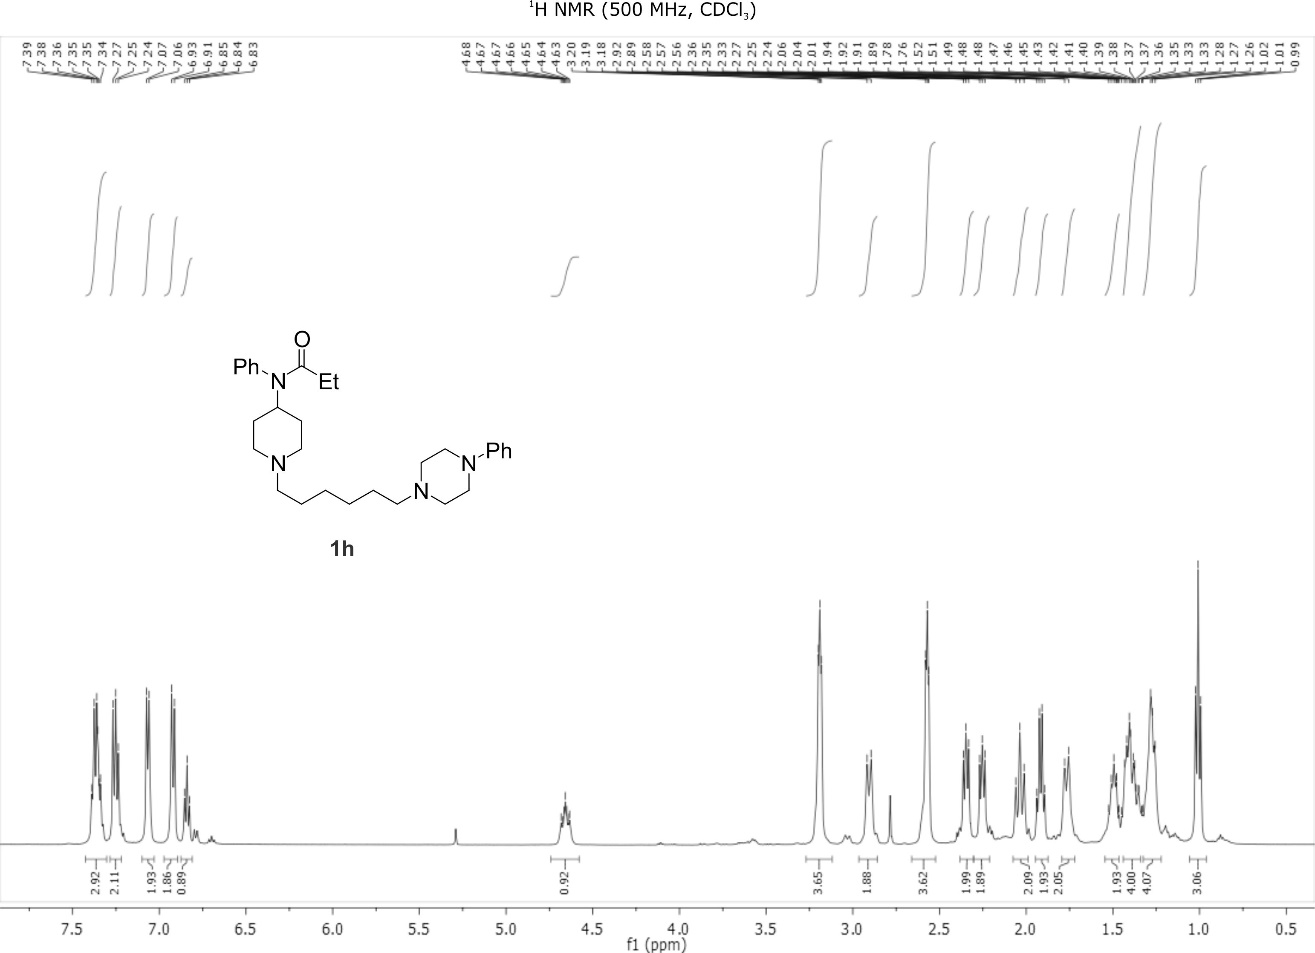 ¹H NMR (500 MHz, CDCl₃)
7.39 7.38 7.36 7.35 7.35 7.34 7.27 7.25 7.24 7.07 7.06 6.93 6.91 6.85 6.84 6.83 4.68 4.67 4.67 4.66 4.65 4.64 4.63 3.20 3.19 3.18 2.92 2.89 2.58 2.57 2.56 2.36 2.35 2.33 2.27 2.25 2.24 2.06 2.04 2.01 1.94 1.92 1.91 1.89 1.78 1.76 1.52 1.51 1.49 1.48 1.48 1.47 1.46 1.45 1.43 1.42 1.41 1.40 1.39 1.38 1.37 1.37 1.36 1.35 1.33 1.33 1.28 1.27 1.26 1.02 1.01 0.99
O
Ph N Et
N Ph
N N
1h
2.92 2.11 1.93 1.86 0.89 0.92 3.65 1.88 3.62 1.99 1.89 2.09 1.93 2.05 1.93 4.00 4.07 3.06
7.5 7.0 6.5 6.0 5.5 5.0 4.5 4.0 3.5 3.0 2.5 2.0 1.5 1.0 0.5
f1 (ppm)